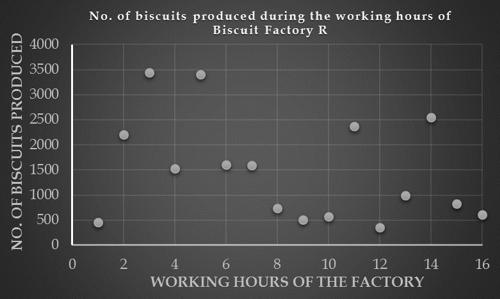 No. of biscuits produced during the working hours of
Biscuit Factory R
NO. OF BISCUITS PRODUCED
4000
3500
3000
2500
2000
1500
1000
500
0
0 2 4 6 8 10 12 14 16
WORKING HOURS OF THE FACTORY